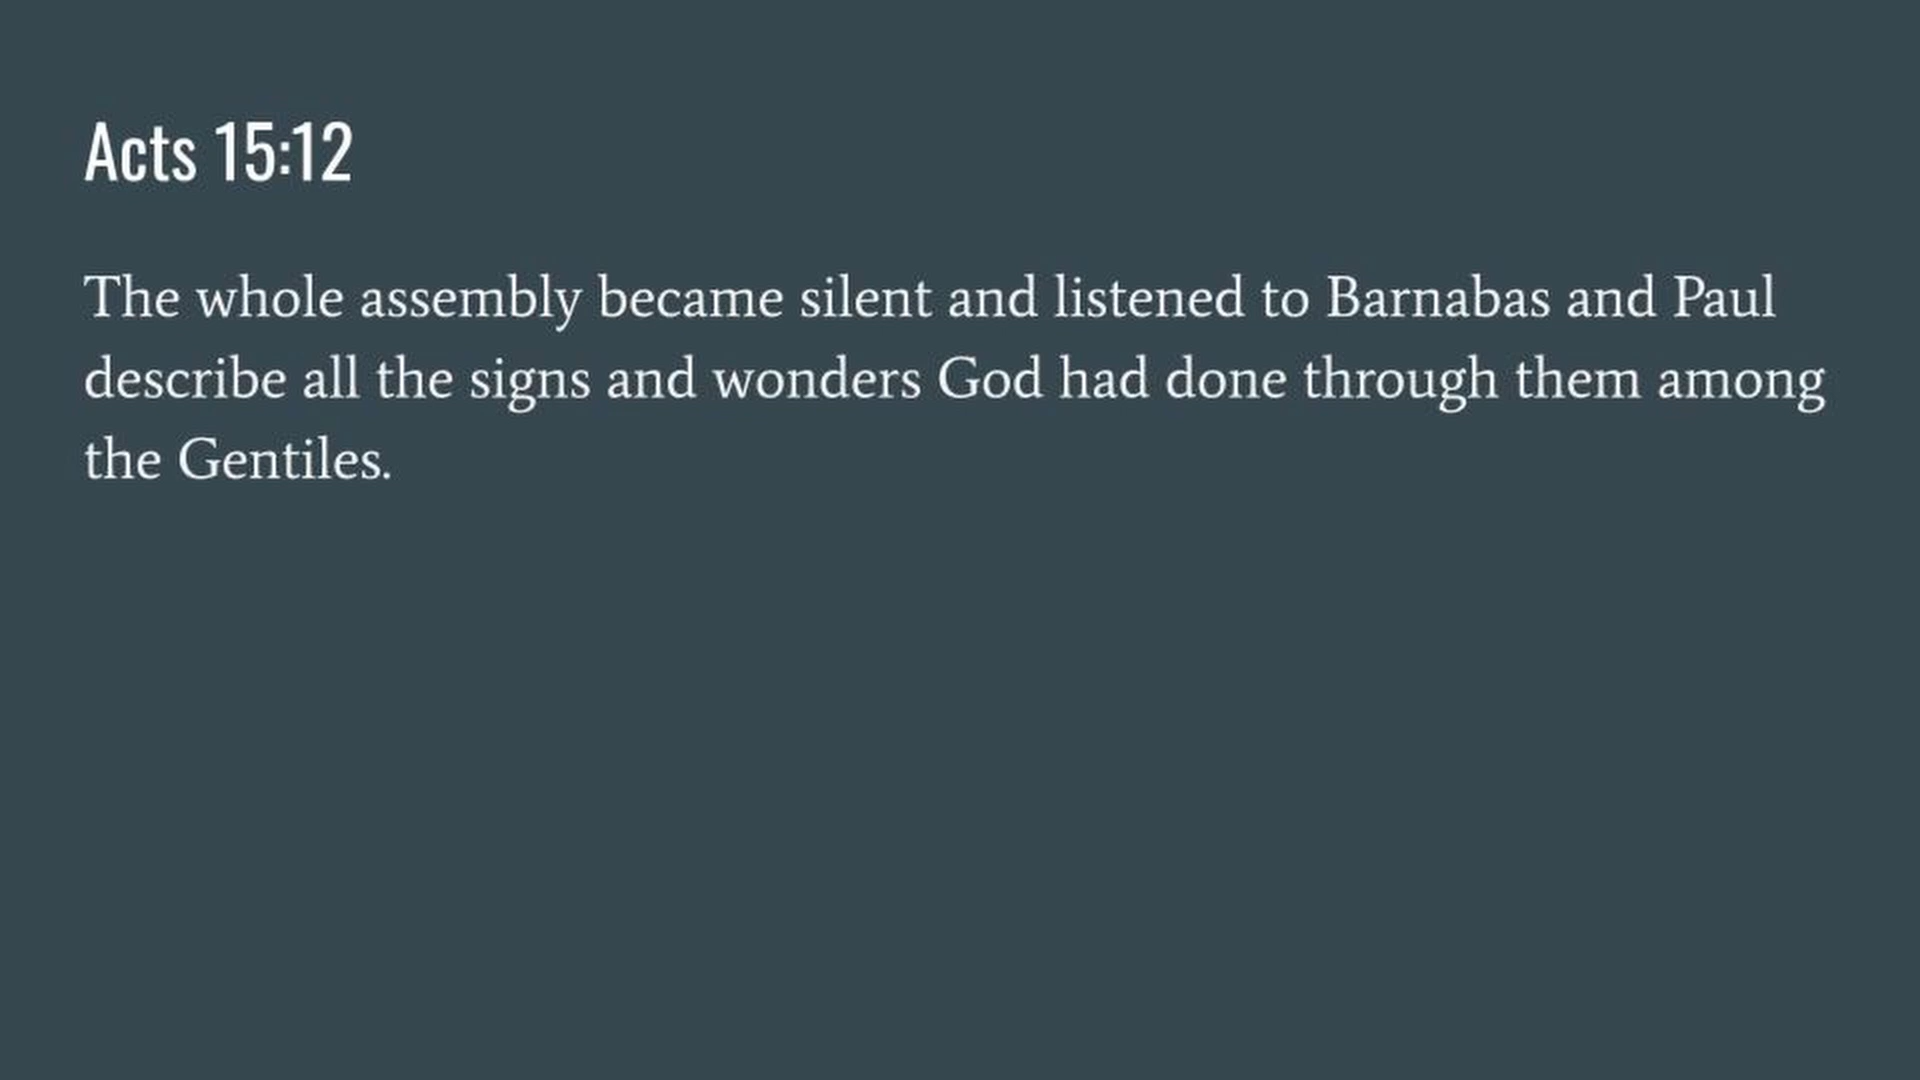 Acts 15:12
The whole assembly became silent and listened to Barnabas and Paul
describe all the signs and wonders God had done through them among
the Gentiles.